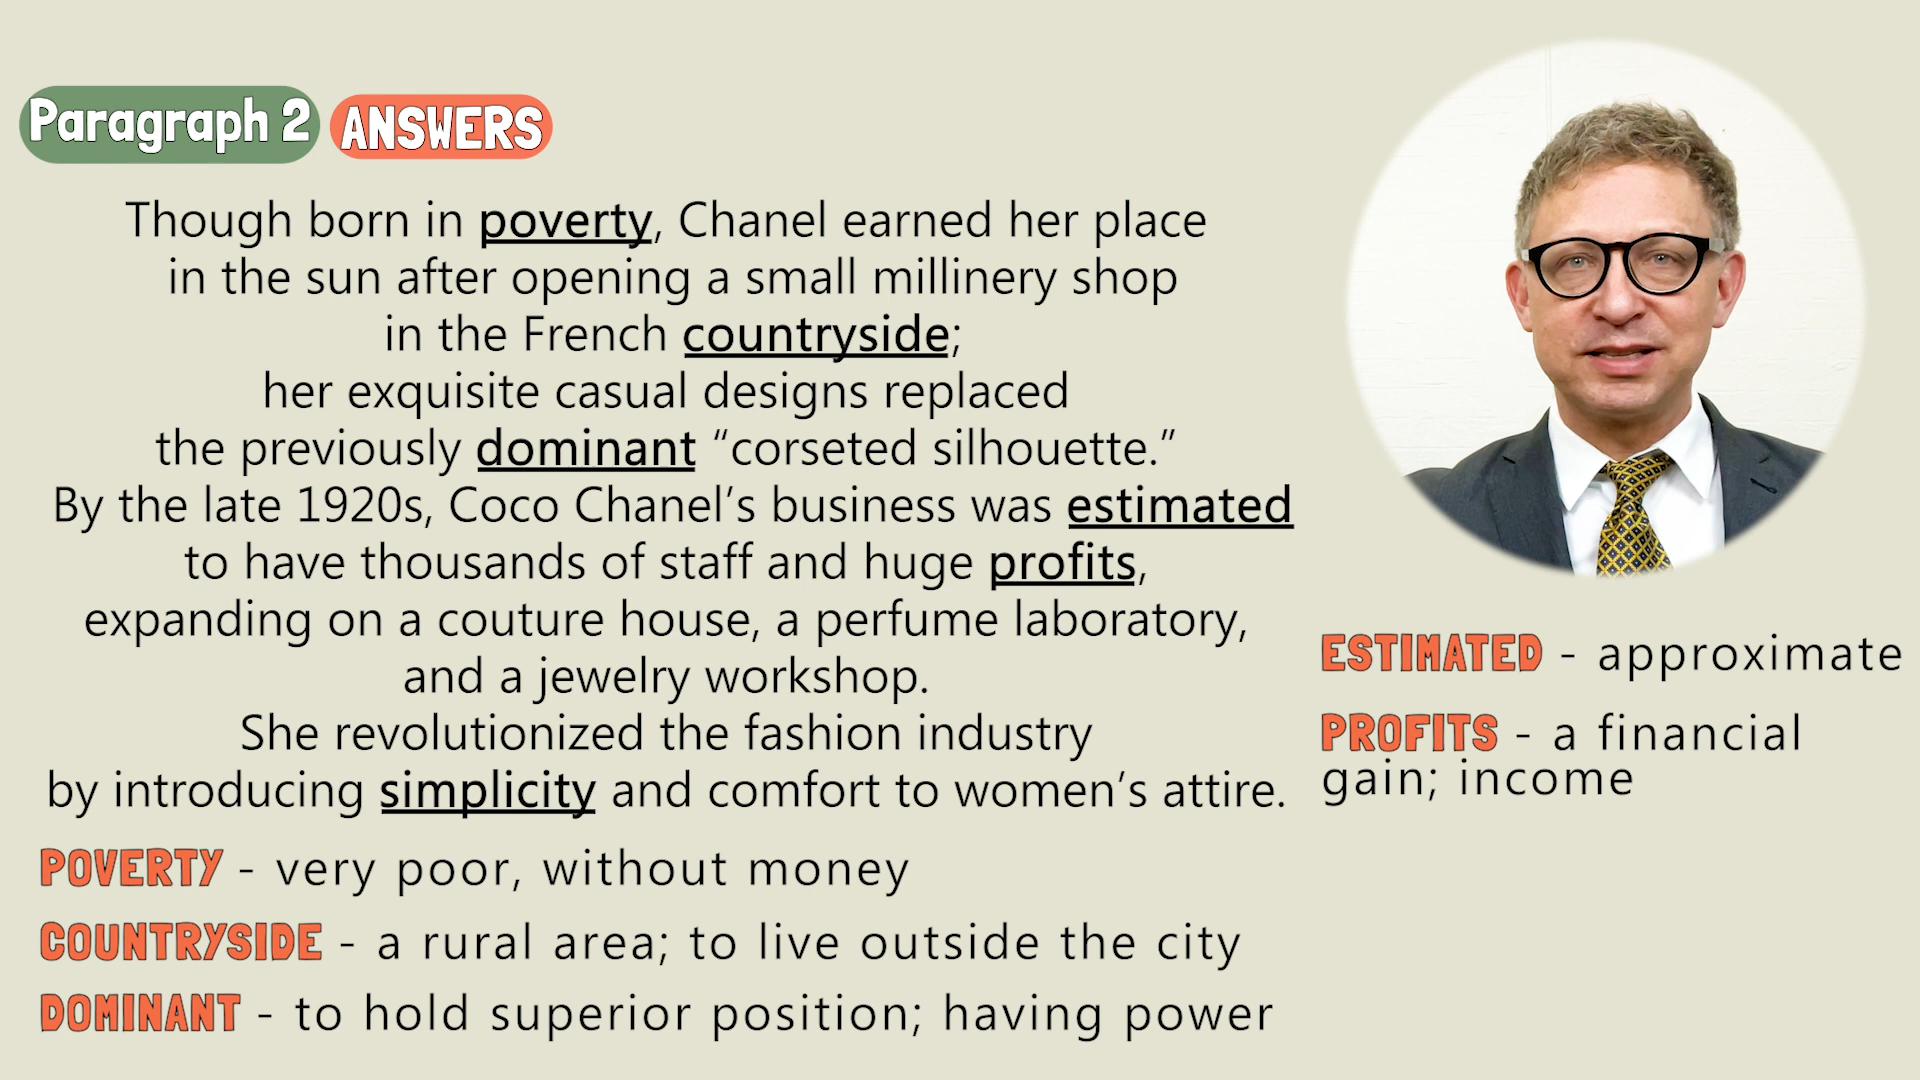 Paragraph 2 ANSWERS
Though born in poverty, Chanel earned her place
in the sun after opening a small millinery shop
in the French countryside;
her exquisite casual designs replaced
the previously dominant “corseted silhouette.”
By the late 1920s, Coco Chanel’s business was estimated
to have thousands of staff and huge profits,
expanding on a couture house, a perfume laboratory,
and a jewelry workshop.
She revolutionized the fashion industry
by introducing simplicity and comfort to women’s attire.
POVERTY - very poor, without money
COUNTRYSIDE - a rural area; to live outside the city
DOMINANT - to hold superior position; having power
ESTIMATED - approximate
PROFITS - a financial
gain; income